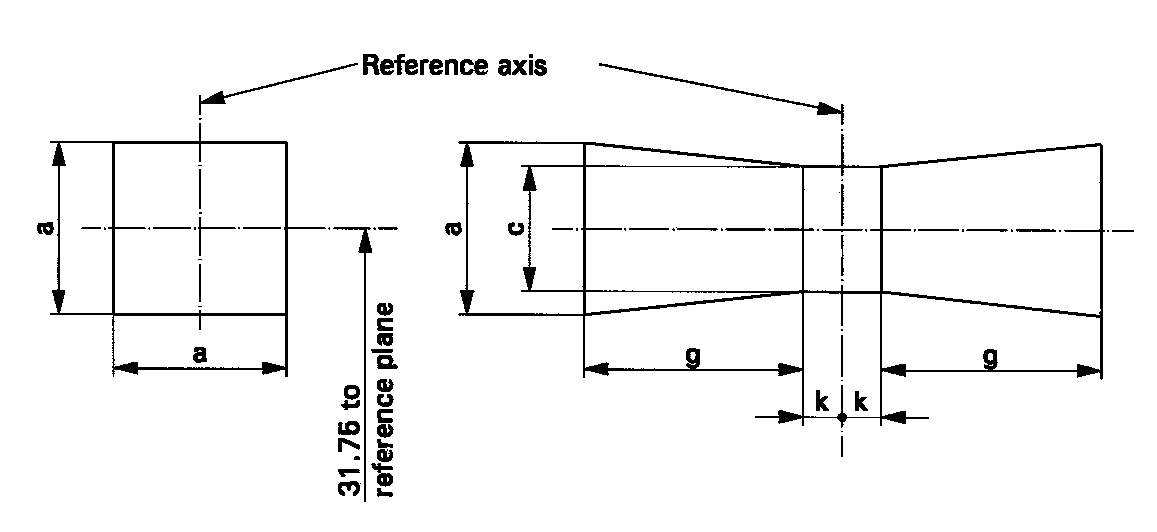 Reference axis
a
a
c
a
g
g
k
k
31.75 to
reference plane